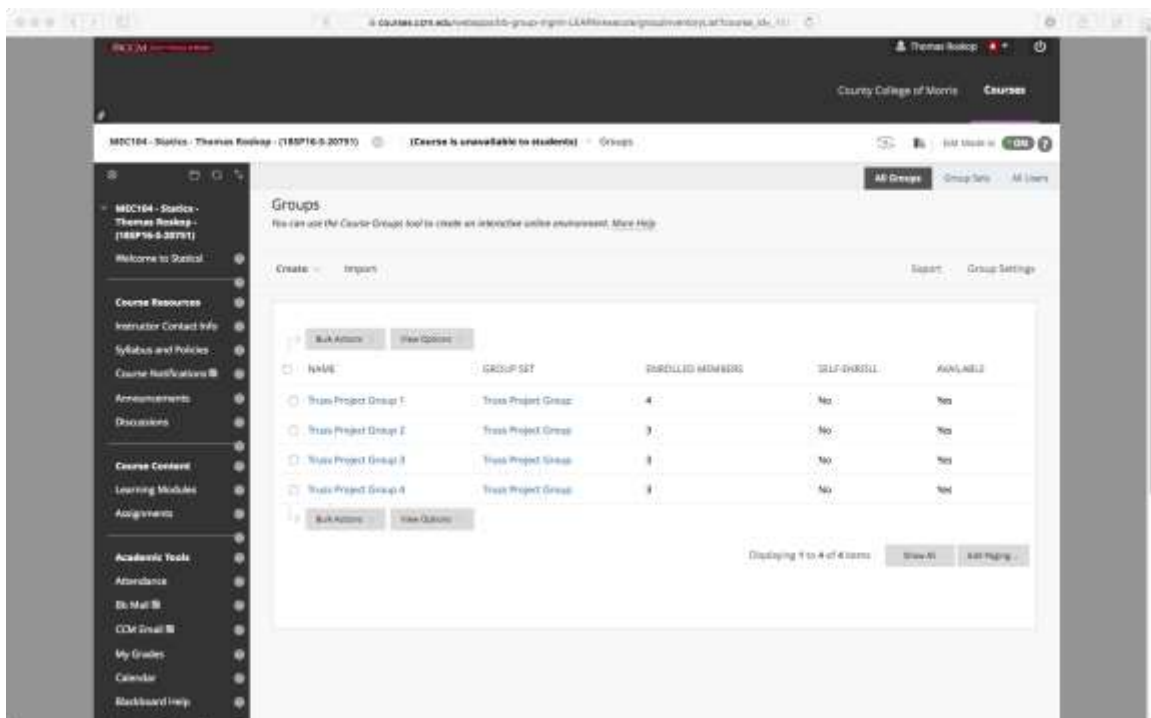 CCM
Thomas Roskop
County College of Morris Courses
MEC104 - Statics - Thomas Roskop - (18SP16-S-20751) (Course is unavailable to students) Groups Edit Mode is: ON ?
All Groups Group Sets All Users
MEC104 - Statics -
Thomas Roskop -
(18SP16-S-20751)
Welcome to Statics!
Course Resources
Instructor Contact Info
Syllabus and Policies
Course Notifications
Announcements
Discussions
Course Content
Learning Modules
Assignments
Academic Tools
Attendance
Bb Mail
CCM Email
My Grades
Calendar
Blackboard Help
Groups
You can use the Course Groups tool to create an interactive online environment. More Help
Create Import Export Group Settings
Bulk Actions View Options
NAME GROUP SET ENROLLED MEMBERS SELF-ENROLL AVAILABLE
Truss Project Group 1 Truss Project Group 4 No Yes
Truss Project Group 2 Truss Project Group 3 No Yes
Truss Project Group 3 Truss Project Group 3 No Yes
Truss Project Group 4 Truss Project Group 3 No Yes
Bulk Actions View Options
Displaying 1 to 4 of 4 items Show All Edit Paging...